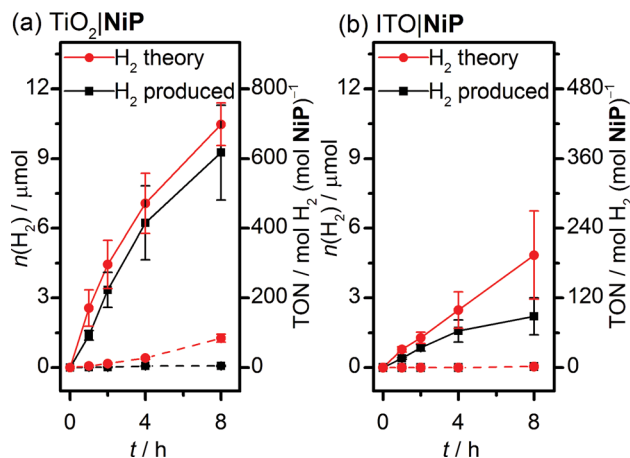 (a) TiO₂|NiP
H₂ theory
H₂ produced
12
9
6
3
0
n(H₂) / μmol
800
600
400
200
0
TON / mol H₂ (mol NiP)⁻¹
0
4
8
t / h
(b) ITO|NiP
H₂ theory
H₂ produced
12
9
6
3
0
n(H₂) / μmol
480
360
240
120
0
TON / mol H₂ (mol NiP)⁻¹
0
4
8
t / h